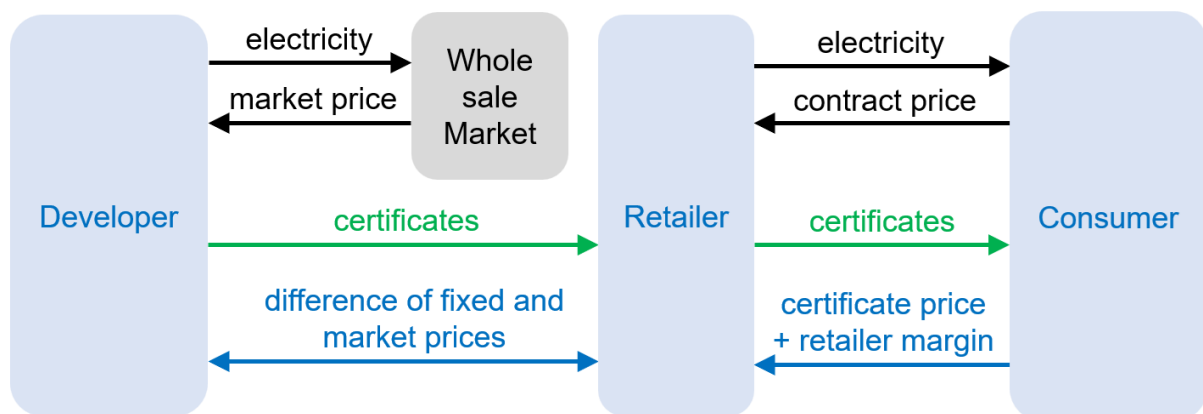 electricity
market price
Whole
sale
Market
electricity
contract price
Developer
certificates
Retailer
certificates
Consumer
difference of fixed and
market prices
certificate price
+ retailer margin